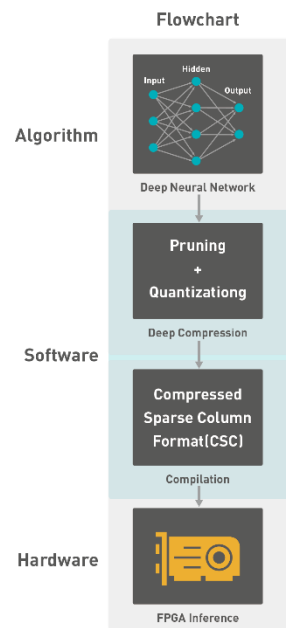 Flowchart
Algorithm
Input
Hidden
Output
Deep Neural Network
Pruning
+
Quantizationg
Deep Compression
Software
Compressed
Sparse Column
Format(CSC)
Compilation
Hardware
FPGA Inference